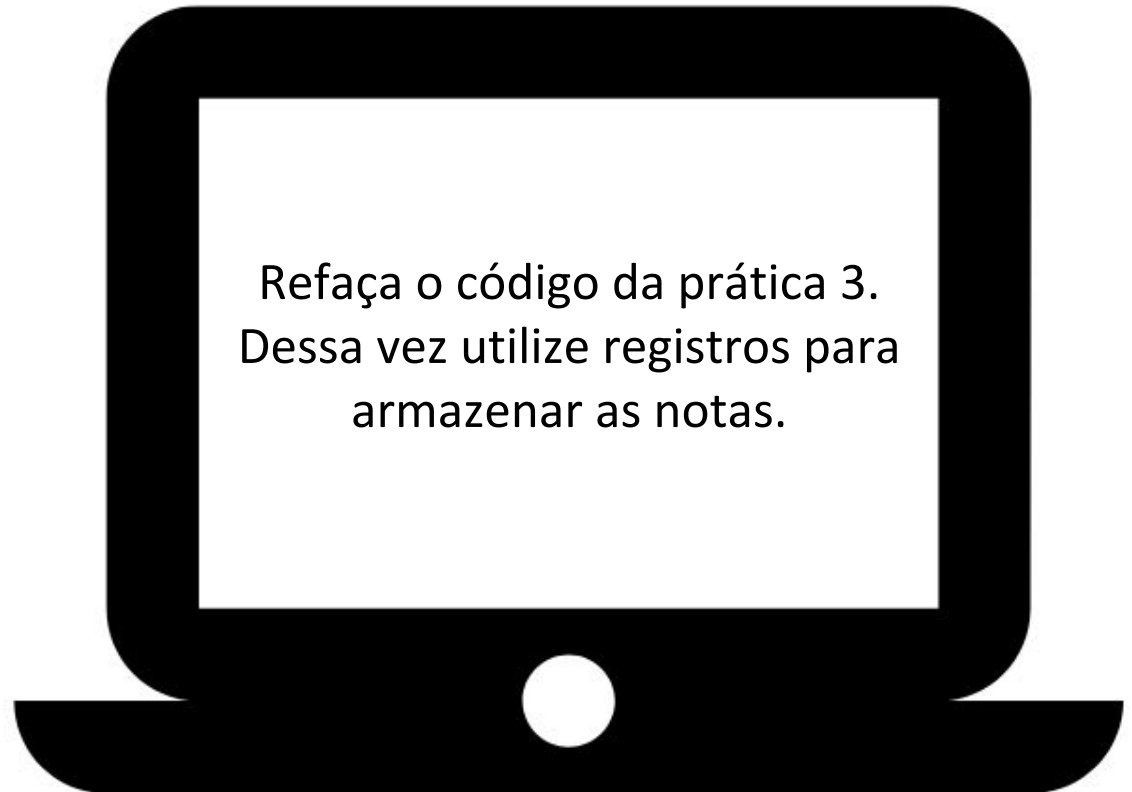 Refaça o código da prática 3.
Dessa vez utilize registros para
armazenar as notas.